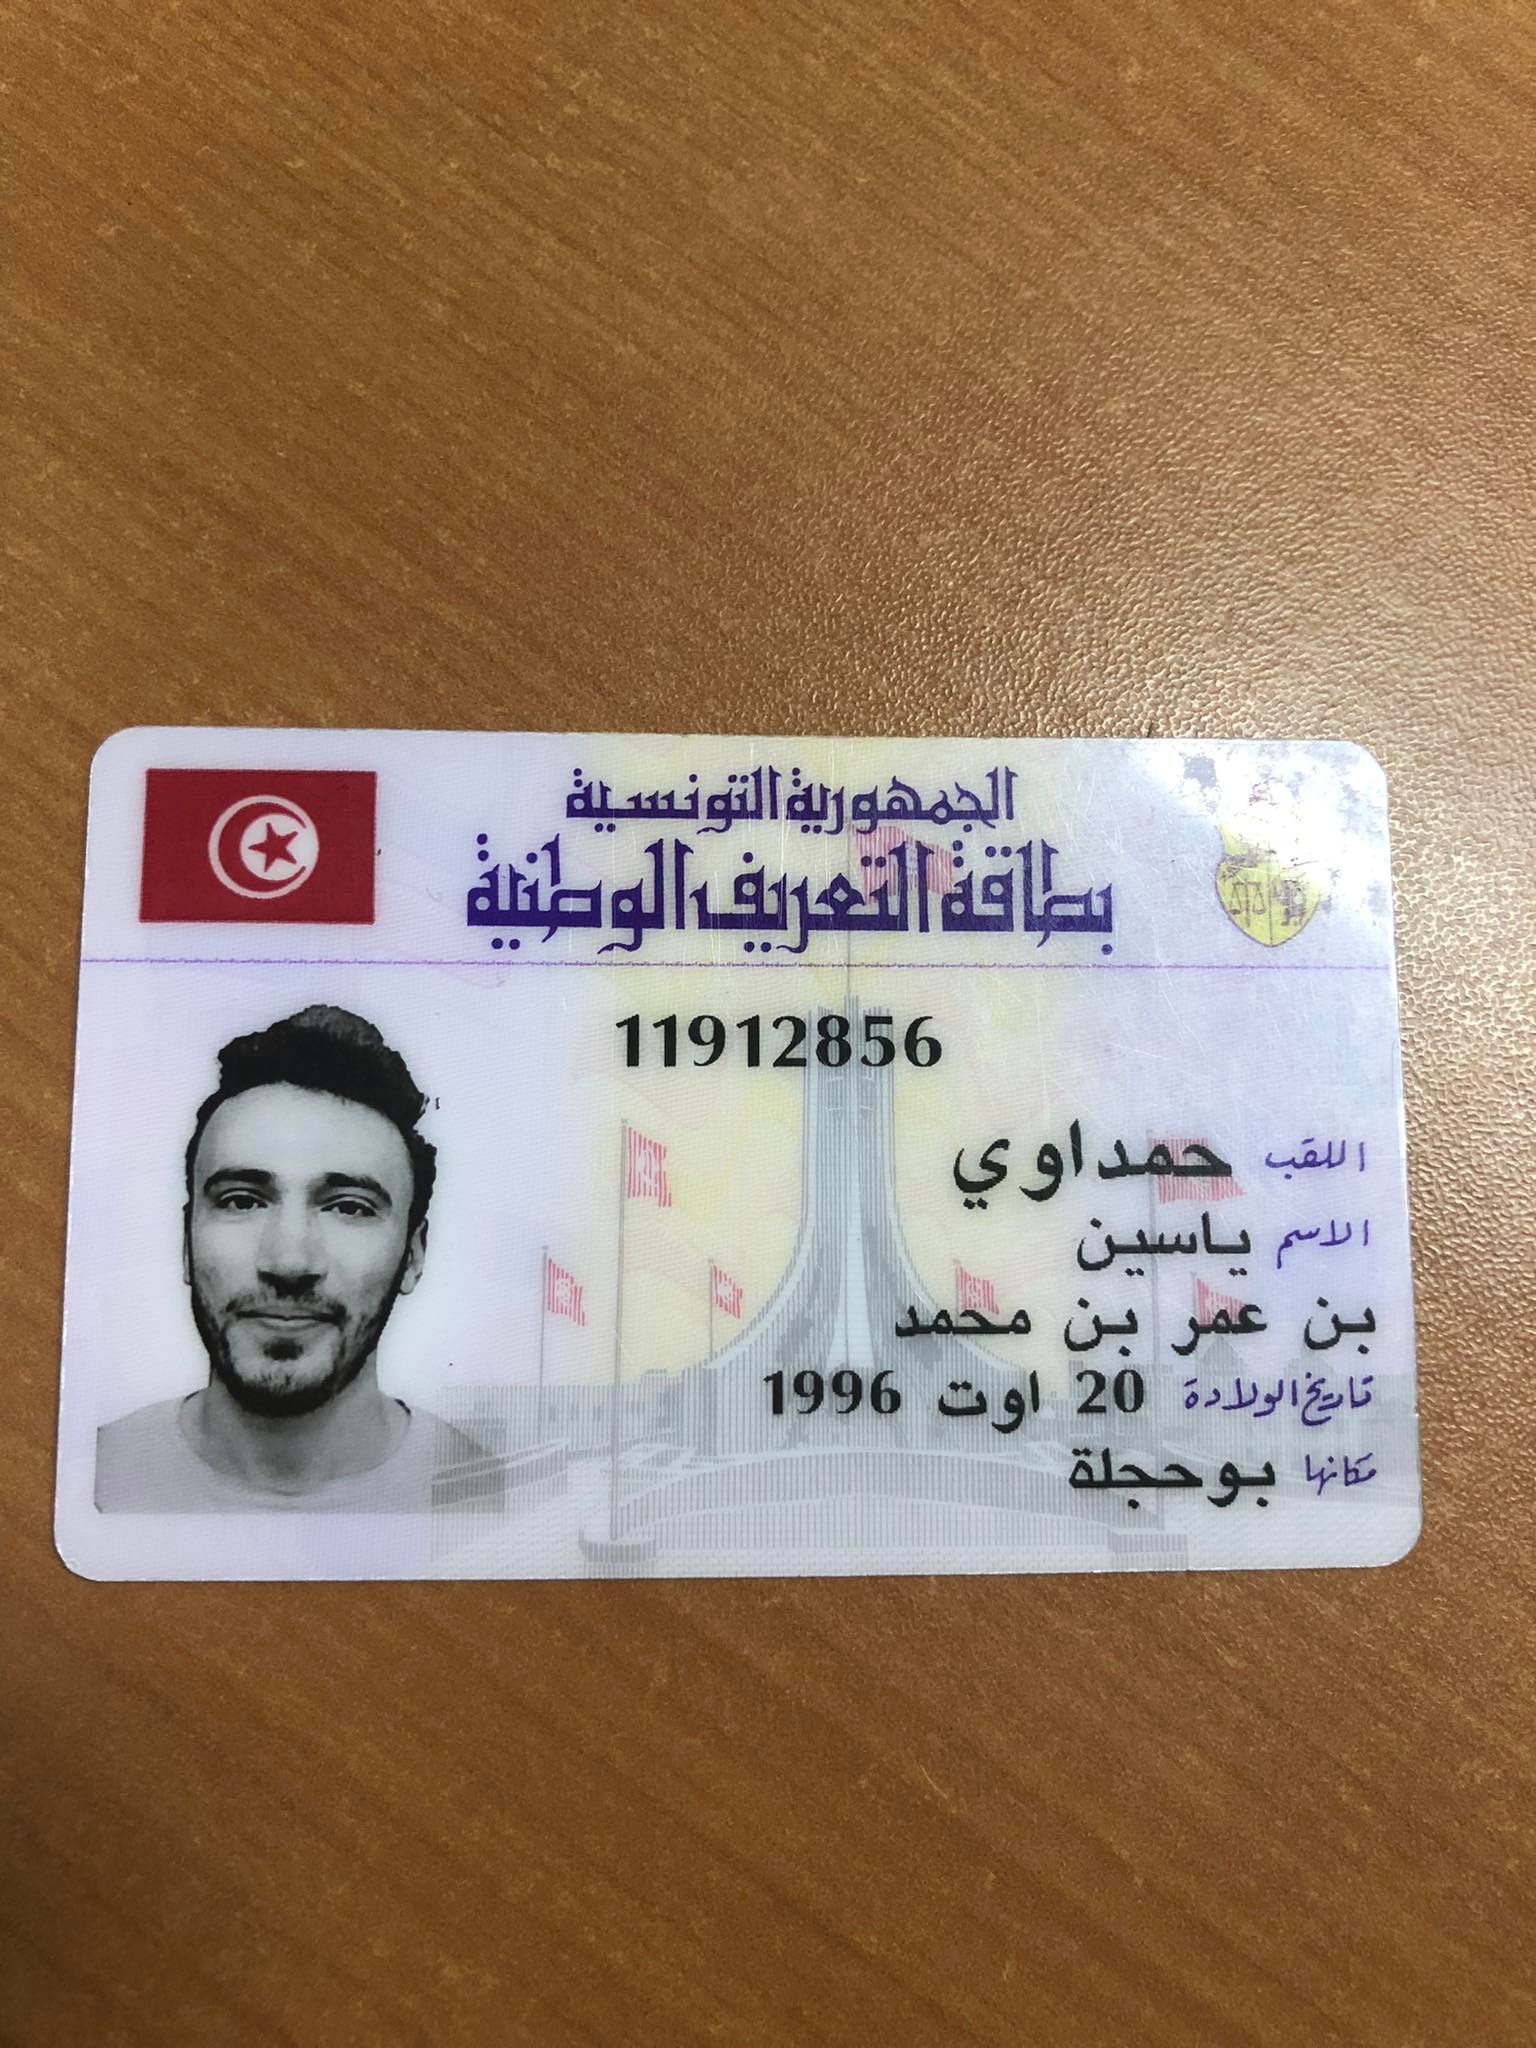 الجمهورية التونسية
بطاقة التعريف الوطنية
11912856
اللقب حمداوي
الاسم ياسين
بن عمر بن محمد
تاريخ الولادة 20 اوت 1996
مكانها بوحجلة